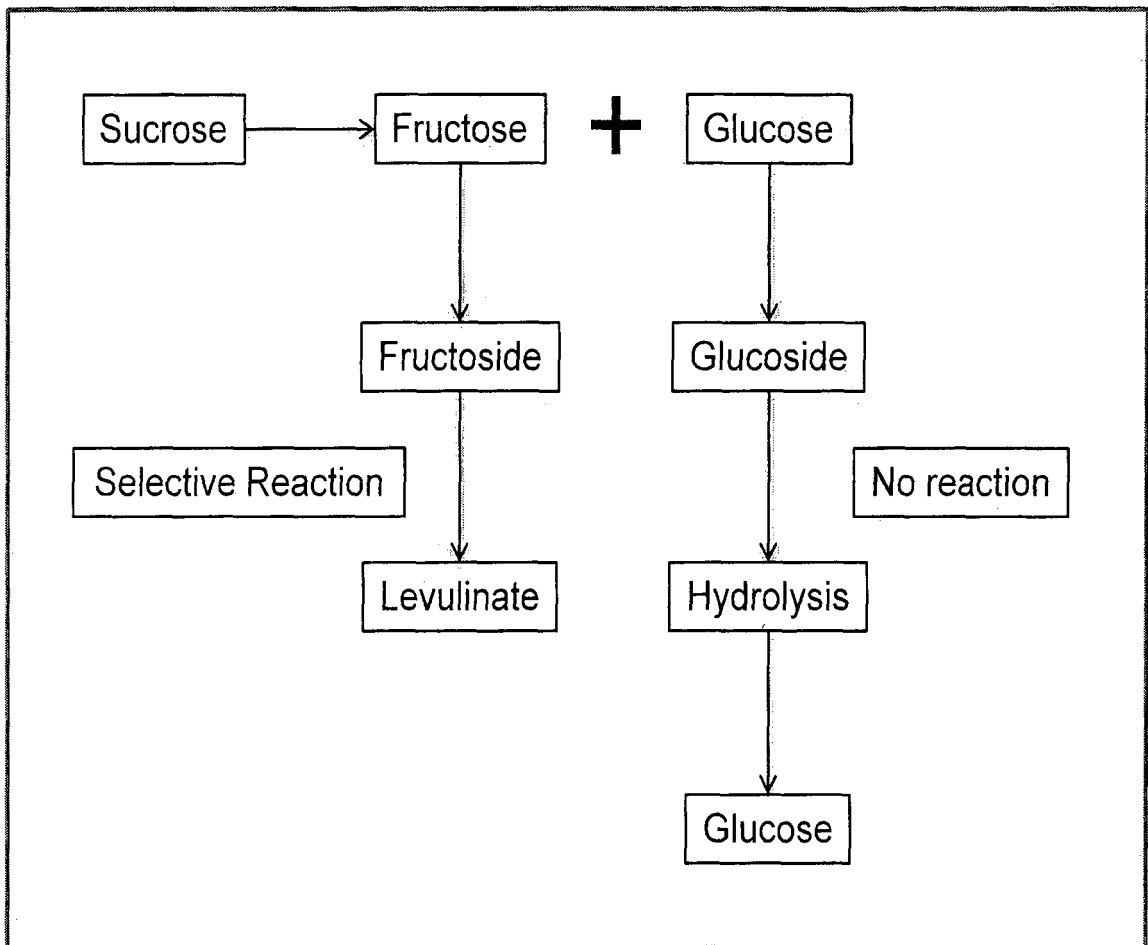 Sucrose Fructose + Glucose
Fructoside Glucoside
Selective Reaction No reaction
Levulinate Hydrolysis
Glucose